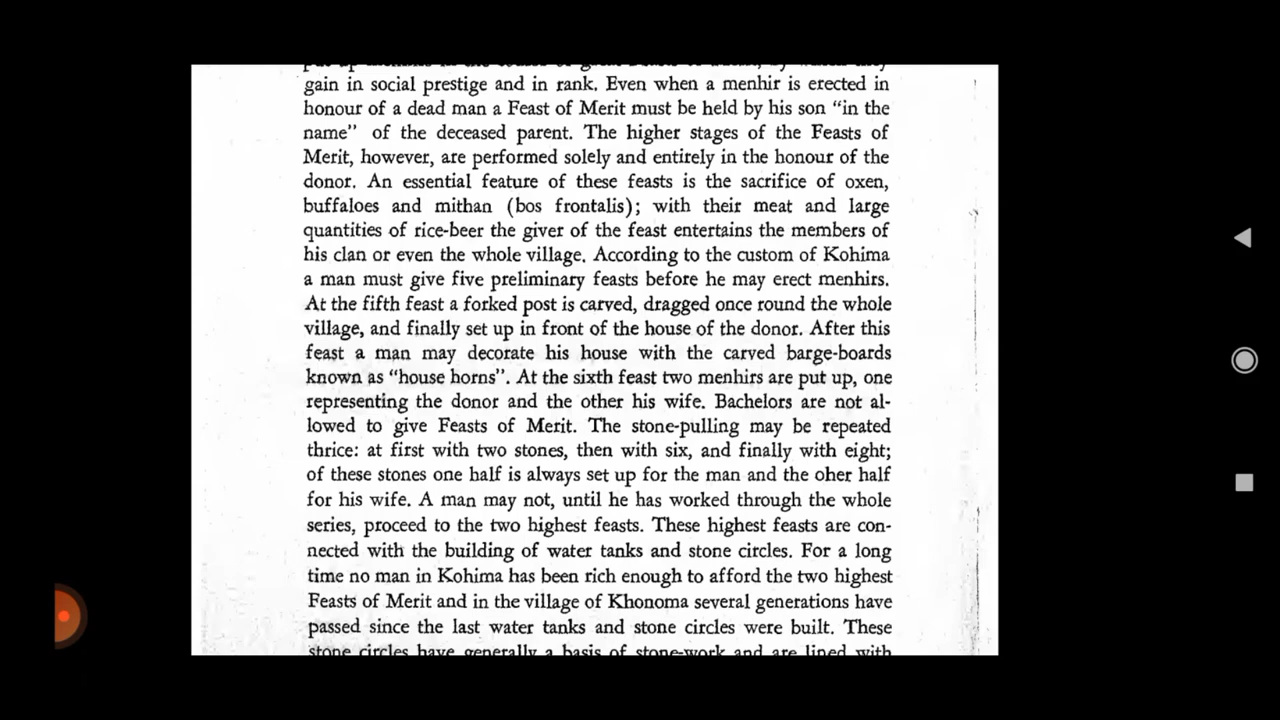 gain in social prestige and in rank. Even when a menhir is erected in
honour of a dead man a Feast of Merit must be held by his son “in the
name” of the deceased parent. The higher stages of the Feasts of
Merit, however, are performed solely and entirely in the honour of the
donor. An essential feature of these feasts is the sacrifice of oxen,
buffaloes and mithan (bos frontalis); with their meat and large
quantities of rice-beer the giver of the feast entertains the members of
his clan or even the whole village. According to the custom of Kohima
a man must give five preliminary feasts before he may erect menhirs.
At the fifth feast a forked post is carved, dragged once round the whole
village, and finally set up in front of the house of the donor. After this
feast a man may decorate his house with the carved barge-boards
known as “house horns”. At the sixth feast two menhirs are put up, one
representing the donor and the other his wife. Bachelors are not al-
lowed to give Feasts of Merit. The stone-pulling may be repeated
thrice: at first with two stones, then with six, and finally with eight;
of these stones one half is always set up for the man and the oher half
for his wife. A man may not, until he has worked through the whole
series, proceed to the two highest feasts. These highest feasts are con-
nected with the building of water tanks and stone circles. For a long
time no man in Kohima has been rich enough to afford the two highest
Feasts of Merit and in the village of Khonoma several generations have
passed since the last water tanks and stone circles were built. These
stone circles have generally a basis of stone-work and are lined with